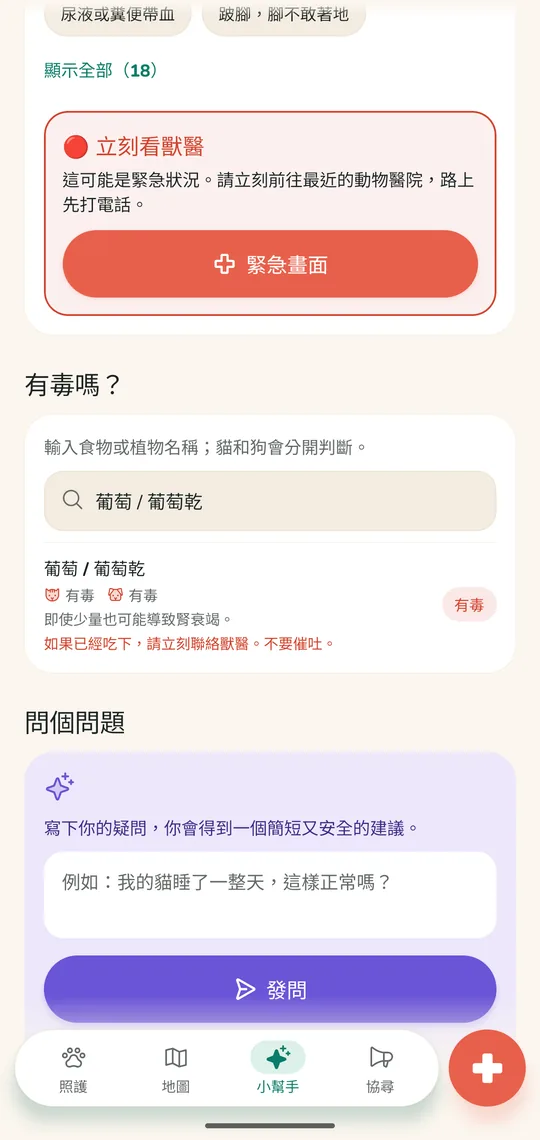 尿液或糞便帶血
跛腳，腳不敢著地
顯示全部（18）
立刻看獸醫
這可能是緊急狀況。請立刻前往最近的動物醫院，路上
先打電話。
緊急畫面
有毒嗎？
輸入食物或植物名稱；貓和狗會分開判斷。
葡萄 / 葡萄乾
葡萄 / 葡萄乾
有毒 有毒
即使少量也可能導致腎衰竭。
如果已經吃下，請立刻聯絡獸醫。不要催吐。
有毒
問個問題
寫下你的疑問，你會得到一個簡短又安全的建議。
例如：我的貓睡了一整天，這樣正常嗎？
發問
照護
地圖
小幫手
協尋